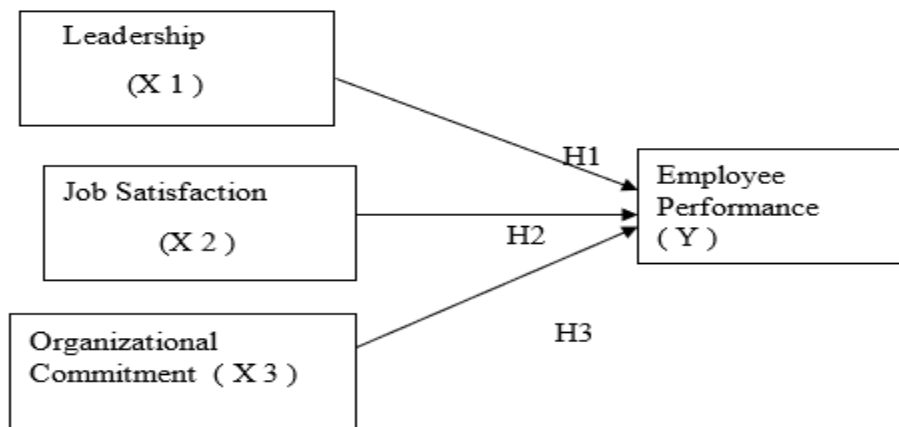 Leadership
(X 1 )
H1
Job Satisfaction
(X 2 )
H2
Organizational
Commitment ( X 3 )
H3
Employee
Performance
( Y )